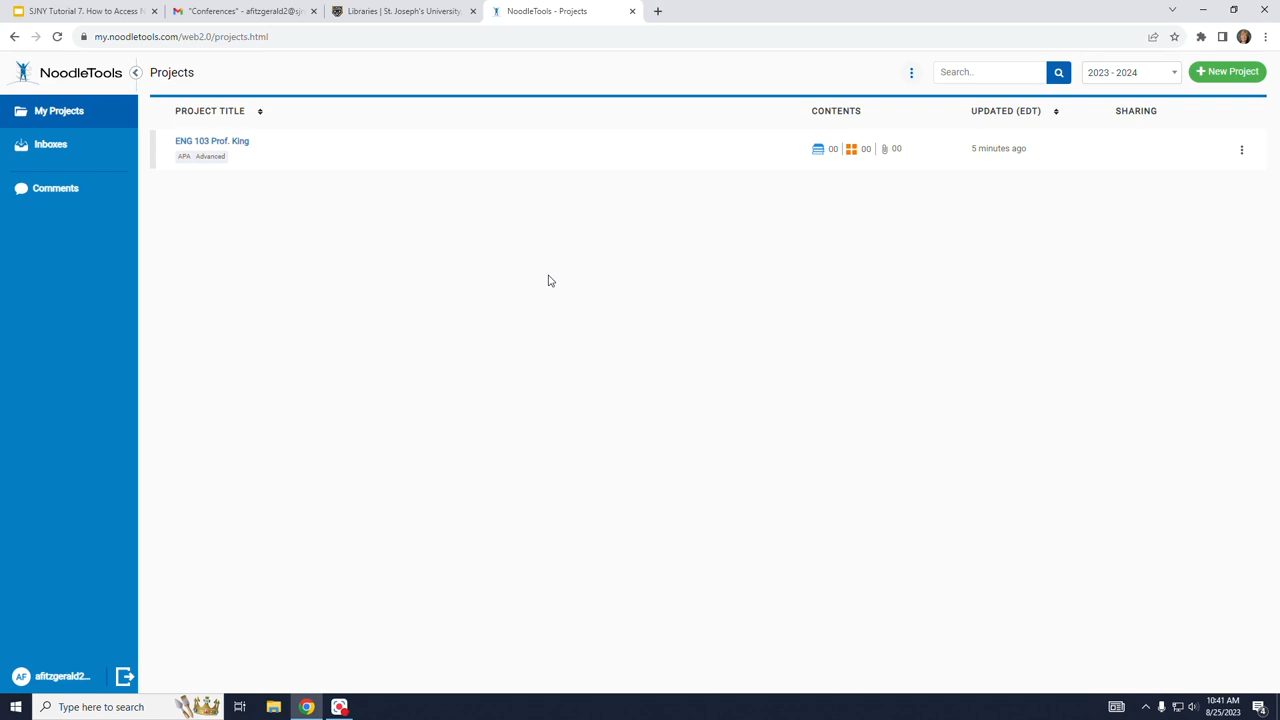 SJNY Tutorial 7. How to Access N
"Conferences" - afitzgerald2@sjn
Libraries | St. Joseph's University,
NoodleTools - Projects
my.noodletools.com/web2.0/projects.html
NoodleTools
Projects
Search..
2023 - 2024
+ New Project
My Projects
PROJECT TITLE
CONTENTS
UPDATED (EDT)
SHARING
ENG 103 Prof. King
APA Advanced
00 00 00
5 minutes ago
Inboxes
Comments
AF
afitzgerald2...
Type here to search
10:41 AM
8/25/2023
4